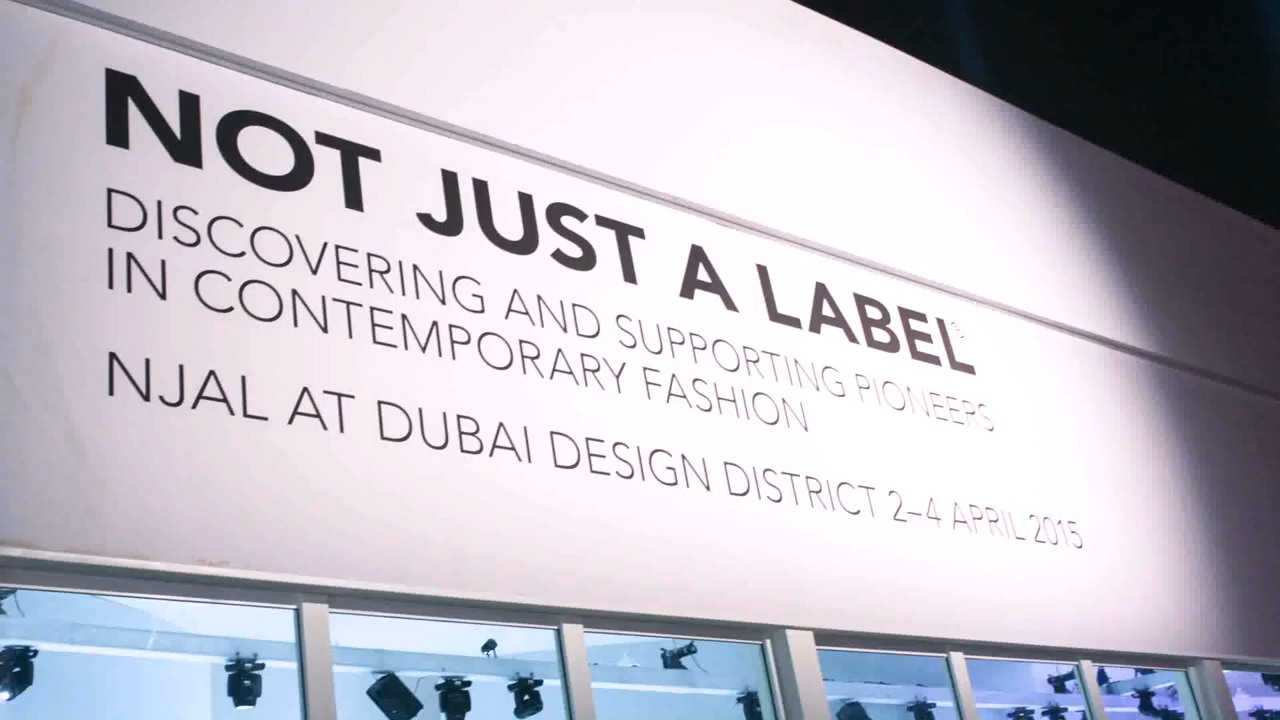 NOT JUST A LABEL®
DISCOVERING AND SUPPORTING PIONEERS
IN CONTEMPORARY FASHION
NJAL AT DUBAI DESIGN DISTRICT 2–4 APRIL 2015